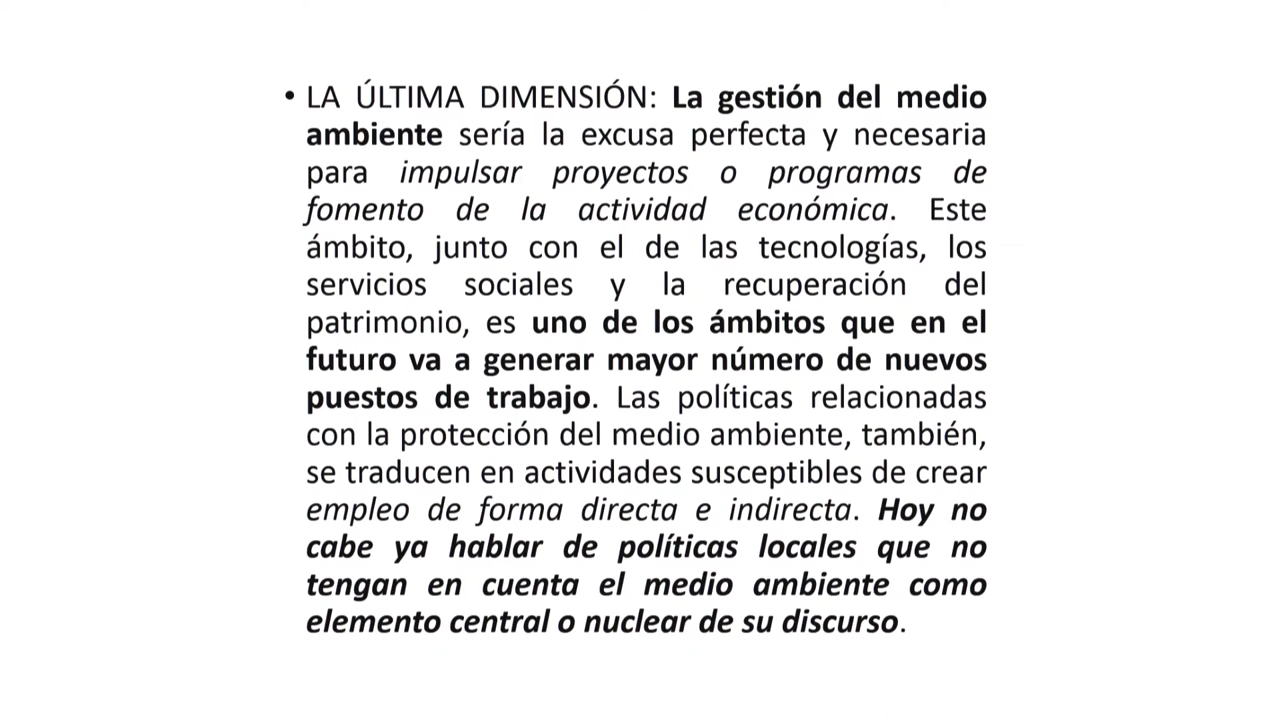 • LA ÚLTIMA DIMENSIÓN: La gestión del medio
ambiente sería la excusa perfecta y necesaria
para impulsar proyectos o programas de
fomento de la actividad económica. Este
ámbito, junto con el de las tecnologías, los
servicios sociales y la recuperación del
patrimonio, es uno de los ámbitos que en el
futuro va a generar mayor número de nuevos
puestos de trabajo. Las políticas relacionadas
con la protección del medio ambiente, también,
se traducen en actividades susceptibles de crear
empleo de forma directa e indirecta. Hoy no
cabe ya hablar de políticas locales que no
tengan en cuenta el medio ambiente como
elemento central o nuclear de su discurso.